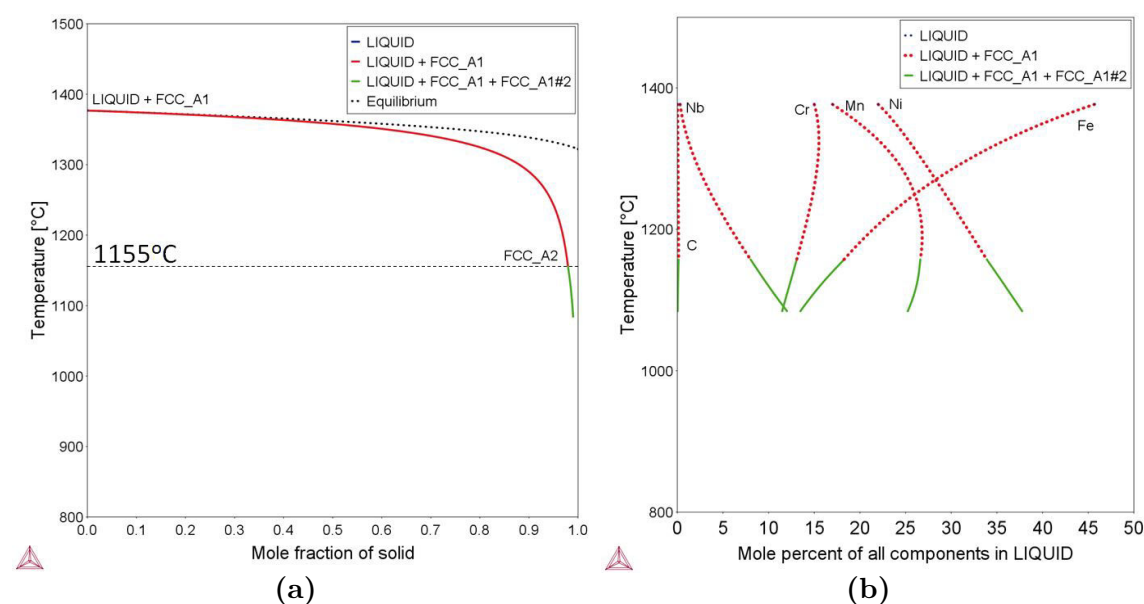 1500
1400
1300
1200
1100
1000
900
800
Temperature [°C]
LIQUID
LIQUID + FCC_A1
LIQUID + FCC_A1 + FCC_A1#2
Equilibrium
LIQUID + FCC_A1
1155°C
FCC_A2
0.0 0.1 0.2 0.3 0.4 0.5 0.6 0.7 0.8 0.9 1.0
Mole fraction of solid
(a)
1400
1200
1000
800
Temperature [°C]
LIQUID
LIQUID + FCC_A1
LIQUID + FCC_A1 + FCC_A1#2
Nb
Cr
Mn
Ni
Fe
C
0 5 10 15 20 25 30 35 40 45 50
Mole percent of all components in LIQUID
(b)